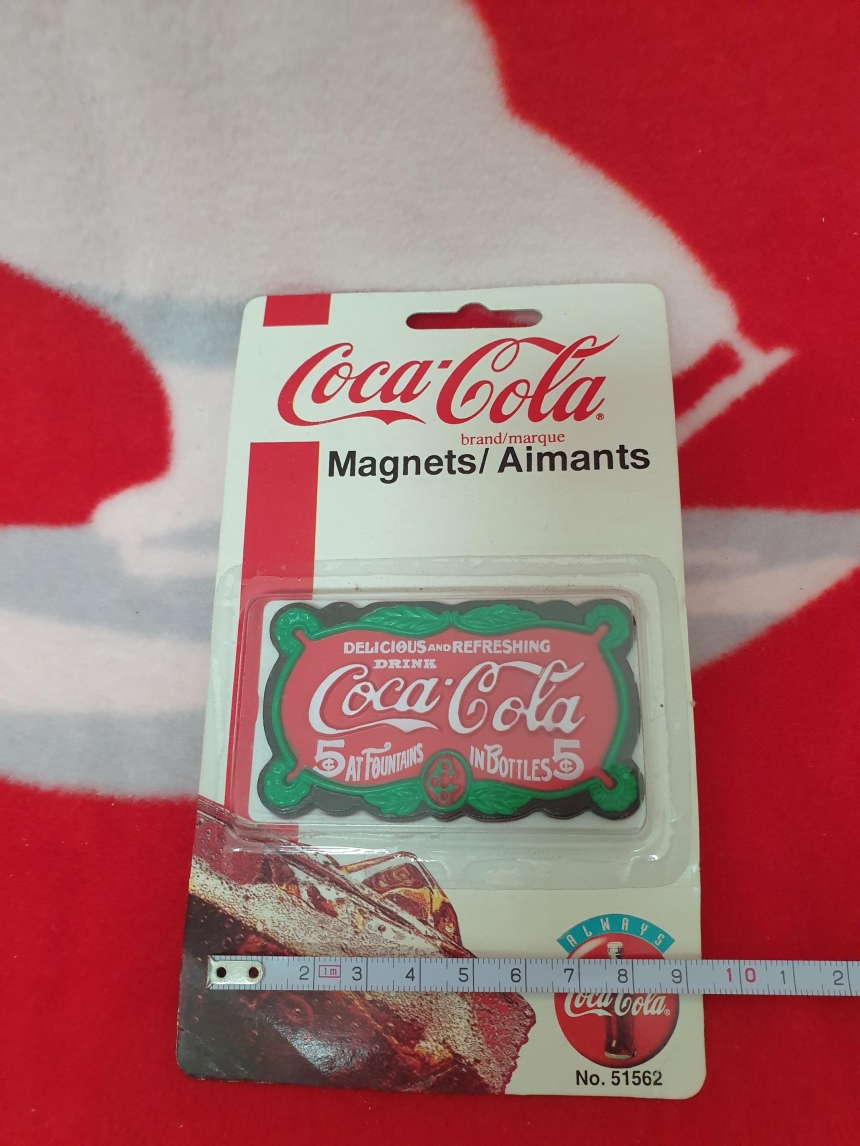 Coca-Cola®
brand/marque
Magnets/Aimants
DELICIOUS AND REFRESHING
DRINK
Coca-Cola
5¢ AT FOUNTAINS IN BOTTLES 5¢
ALWAYS
2 1m 3 4 5 6 7 8 9 10 1 2
Coca-Cola®
No. 51562